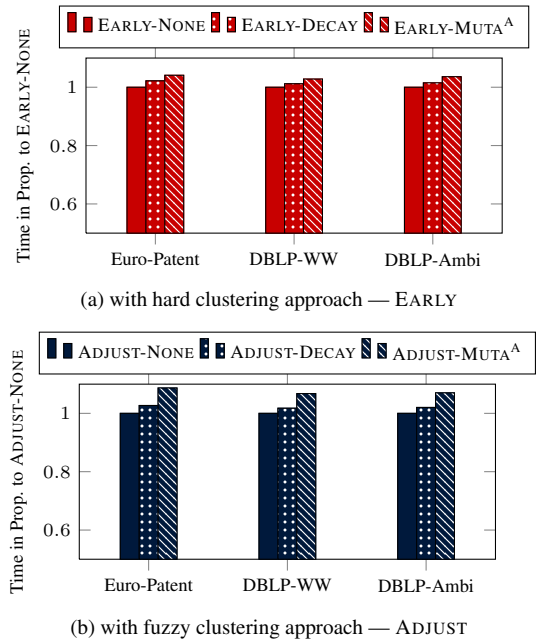 EARLY-NONE EARLY-DECAY EARLY-MUTA^A
Time in Prop. to EARLY-NONE
1
0.8
0.6
Euro-Patent DBLP-WW DBLP-Ambi
(a) with hard clustering approach — EARLY
ADJUST-NONE ADJUST-DECAY ADJUST-MUTA^A
Time in Prop. to ADJUST-NONE
1
0.8
0.6
Euro-Patent DBLP-WW DBLP-Ambi
(b) with fuzzy clustering approach — ADJUST